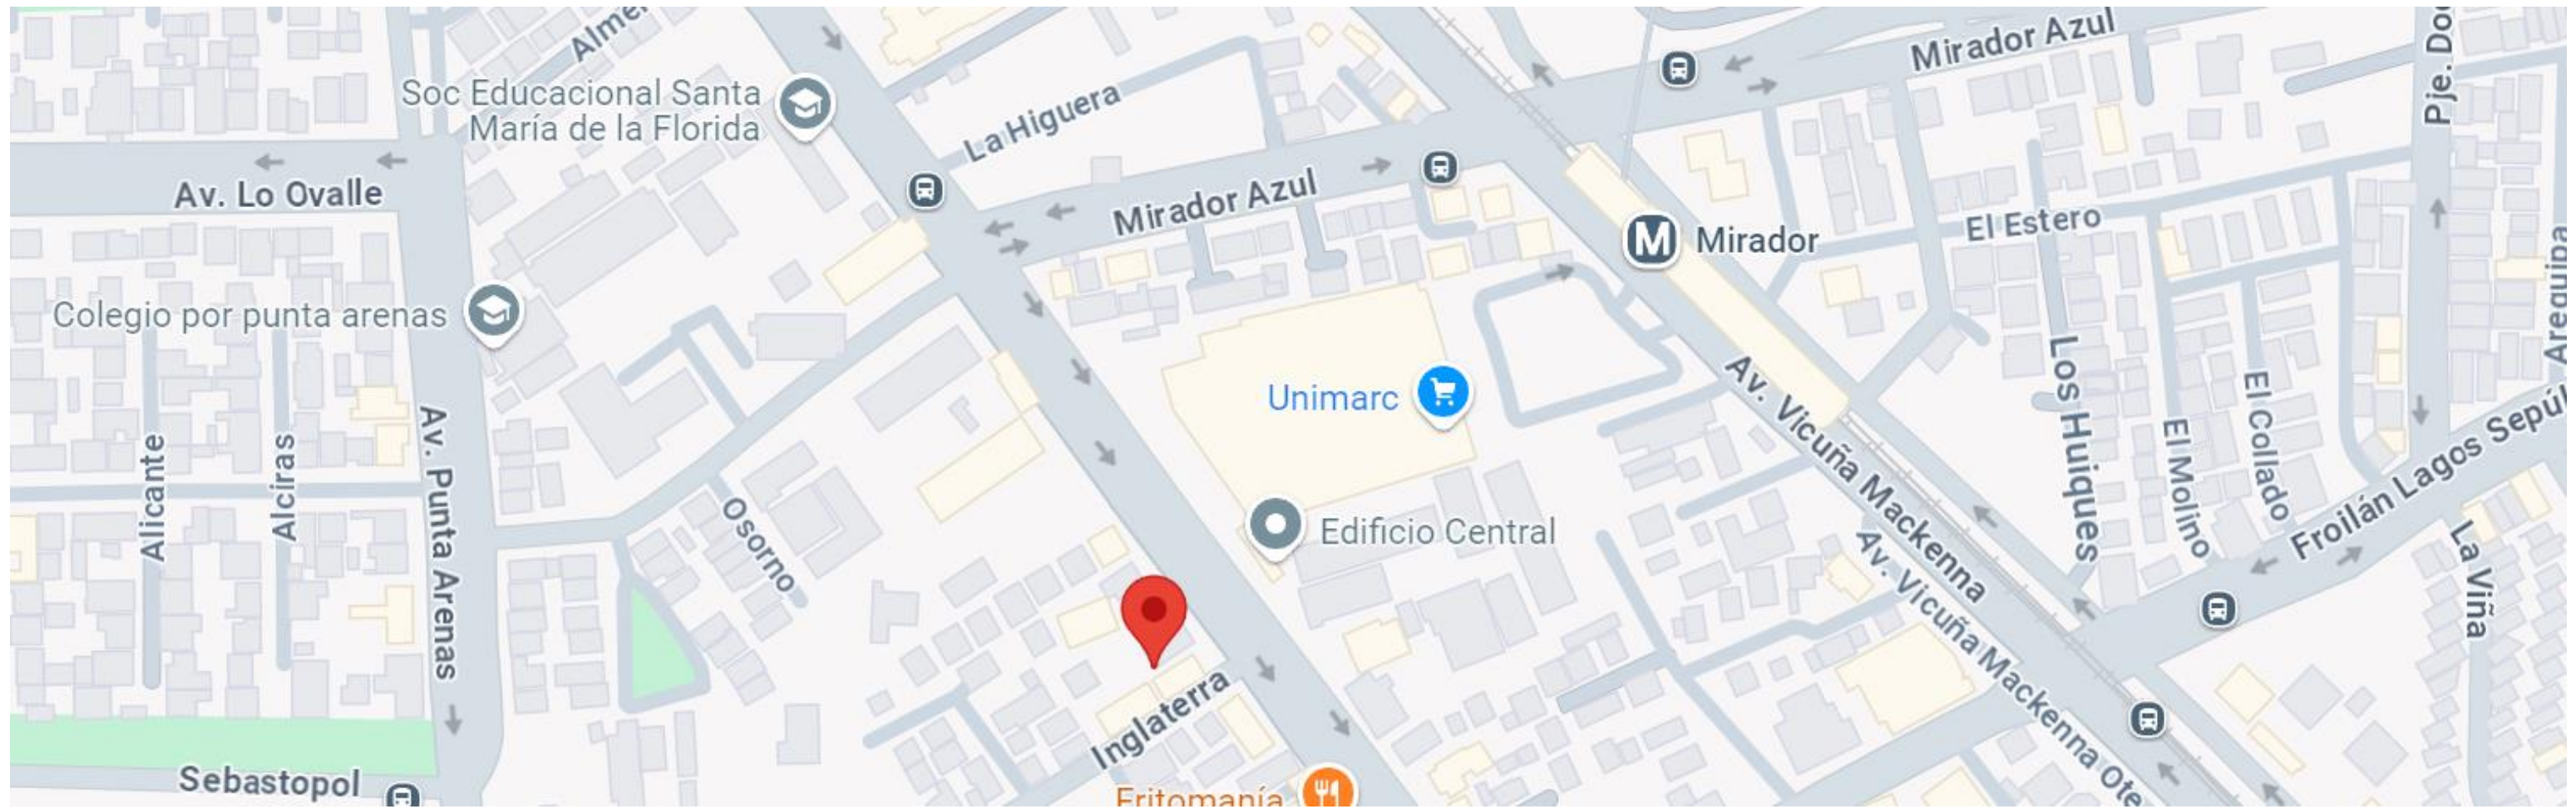 Mirador Azul
Soc Educacional Santa
María de la Florida
La Higuera
Av. Lo Ovalle
Mirador Azul
El Estero
M Mirador
Colegio por punta arenas
Unimarc
Av. Vicuña Mackenna
Los Huiques
El Molino
El Collado
Arequipa
Alicante
Alciras
Av. Punta Arenas
Osorno
Edificio Central
Froilán Lagos
La Viña
Av. Vicuña Mackenna Ote
Inglaterra
Sebastopol
Fritomanía